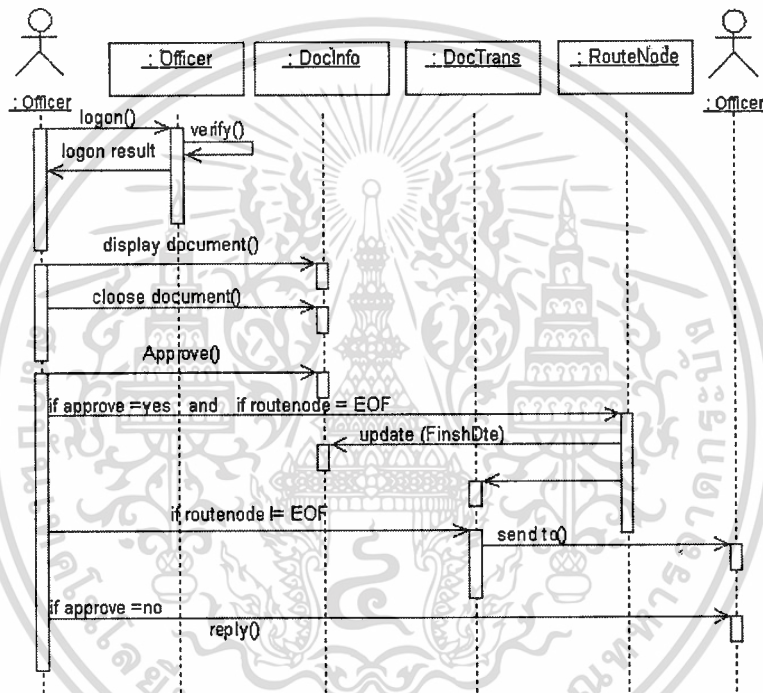 : Officer
: DocInfo
: DocTrans
: RouteNode
: Officer
: Officer
logon()
verify()
logon result
display document()
cloose document()
Approve()
if approve =yes and if routenode = EOF
update (FinshDte)
if routenode != EOF
send to()
if approve =no
reply()